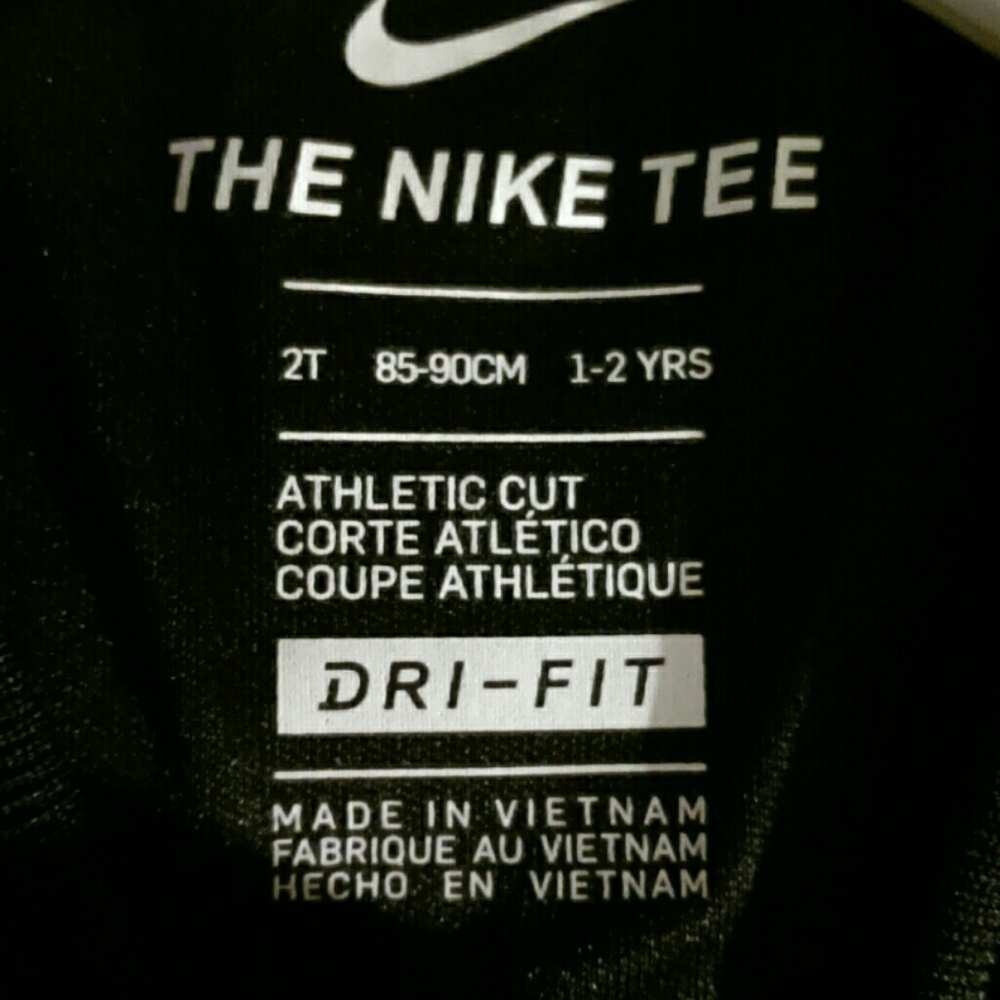 THE NIKE TEE
2T 85-90CM 1-2 YRS
ATHLETIC CUT
CORTE ATLÉTICO
COUPE ATHLÉTIQUE
DRI-FIT
MADE IN VIETNAM
FABRIQUE AU VIETNAM
HECHO EN VIETNAM